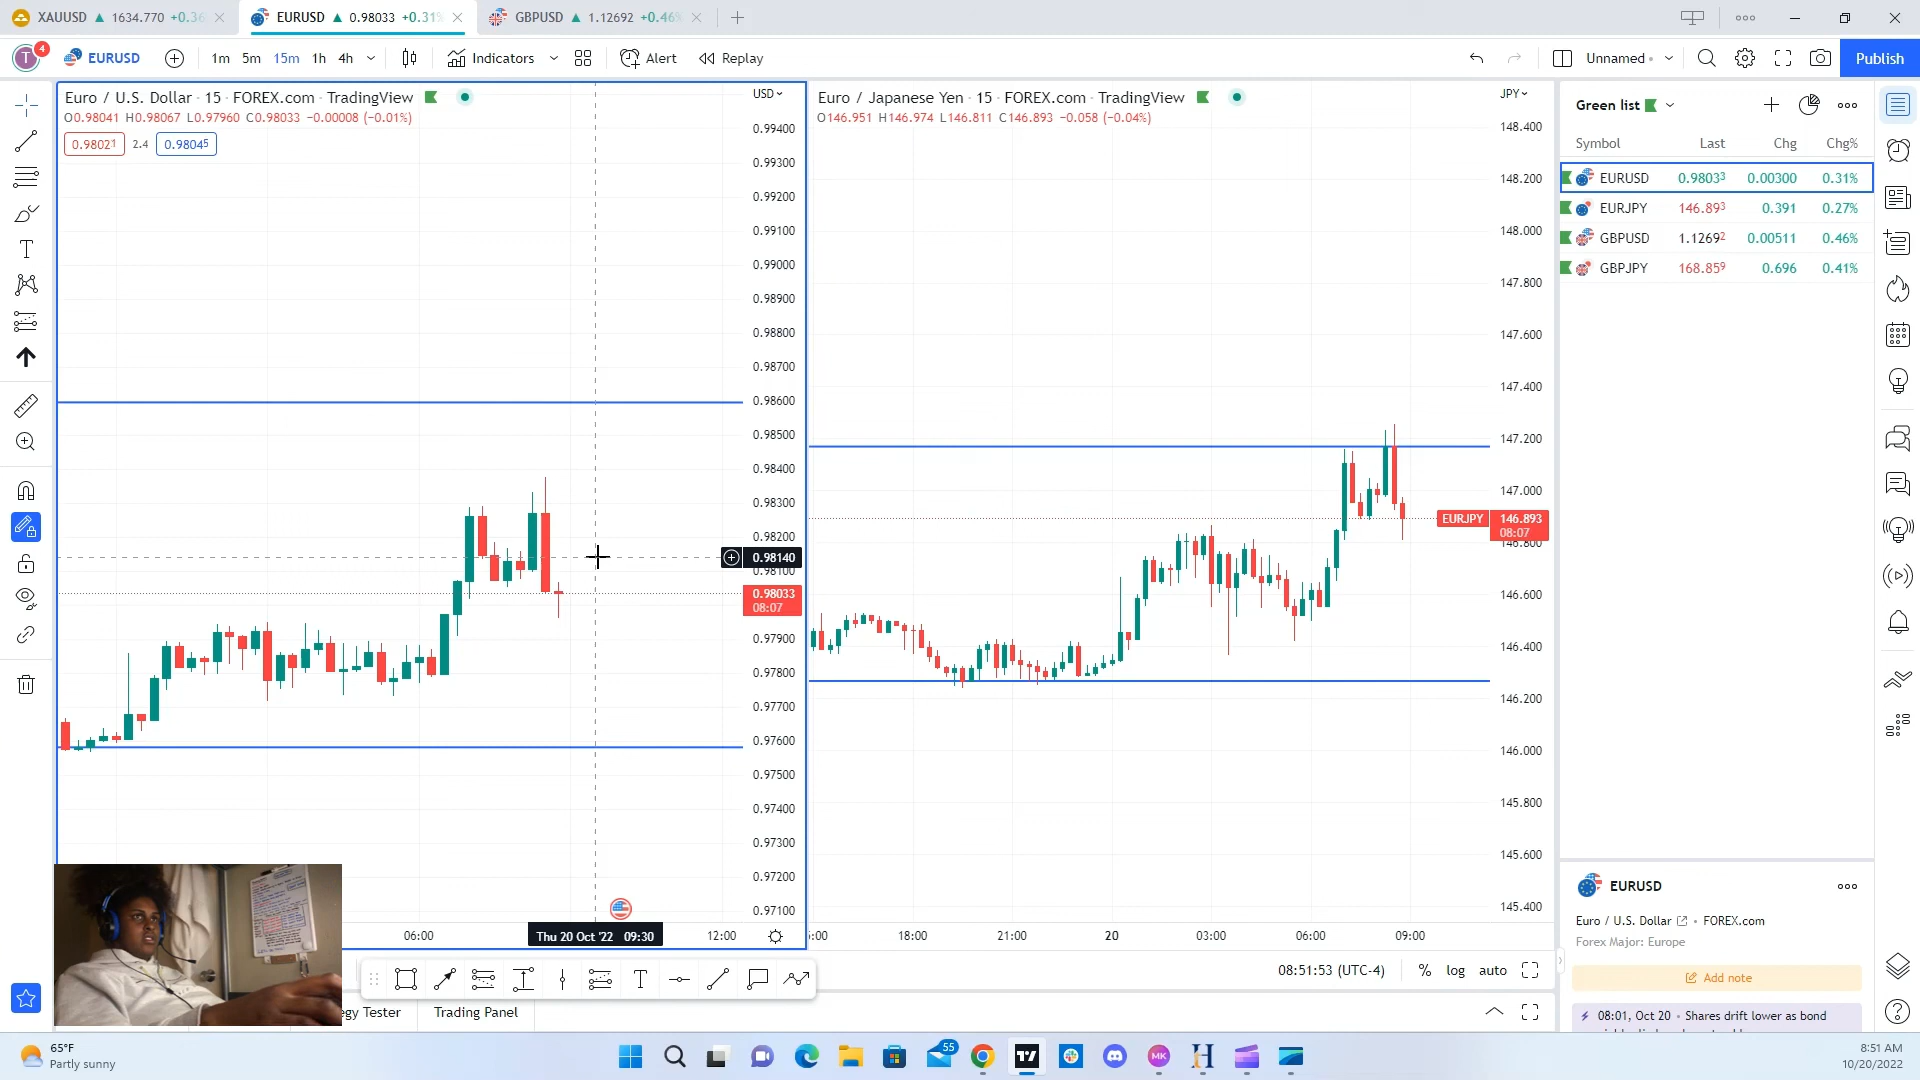 XAUUSD ▲ 1634.770 +0.36
EURUSD ▲ 0.98033 +0.31%
GBPUSD ▲ 1.12692 +0.46%
T 4
EURUSD
1m 5m 15m 1h 4h
Indicators
Alert
Replay
Unnamed
Publish
Euro / U.S. Dollar · 15 · FOREX.com · TradingView
O0.98041 H0.98067 L0.97960 C0.98033 −0.00008 (−0.01%)
0.98021 2.4 0.98045
USD
0.99400
0.99300
0.99200
0.99100
0.99000
0.98900
0.98800
0.98700
0.98600
0.98500
0.98400
0.98300
0.98200
0.98140
0.98100
0.98033
08:07
0.97900
0.97800
0.97700
0.97600
0.97500
0.97400
0.97300
0.97200
0.97100
06:00
Thu 20 Oct '22 09:30
12:00
Euro / Japanese Yen · 15 · FOREX.com · TradingView
O146.951 H146.974 L146.811 C146.893 −0.058 (−0.04%)
JPY
148.400
148.200
148.000
147.800
147.600
147.400
147.200
147.000
EURJPY 146.893
08:07
146.800
146.600
146.400
146.200
146.000
145.800
145.600
145.400
18:00 21:00 20 03:00 06:00 09:00
08:51:53 (UTC-4) % log auto
Trading Panel
Green list
Symbol Last Chg Chg%
EURUSD 0.98033 0.00300 0.31%
EURJPY 146.893 0.391 0.27%
GBPUSD 1.12692 0.00511 0.46%
GBPJPY 168.859 0.696 0.41%
EURUSD
Euro / U.S. Dollar • FOREX.com
Forex Major: Europe
Add note
08:01, Oct 20 • Shares drift lower as bond
65°F
Partly sunny
55
MK
H
8:51 AM
10/20/2022